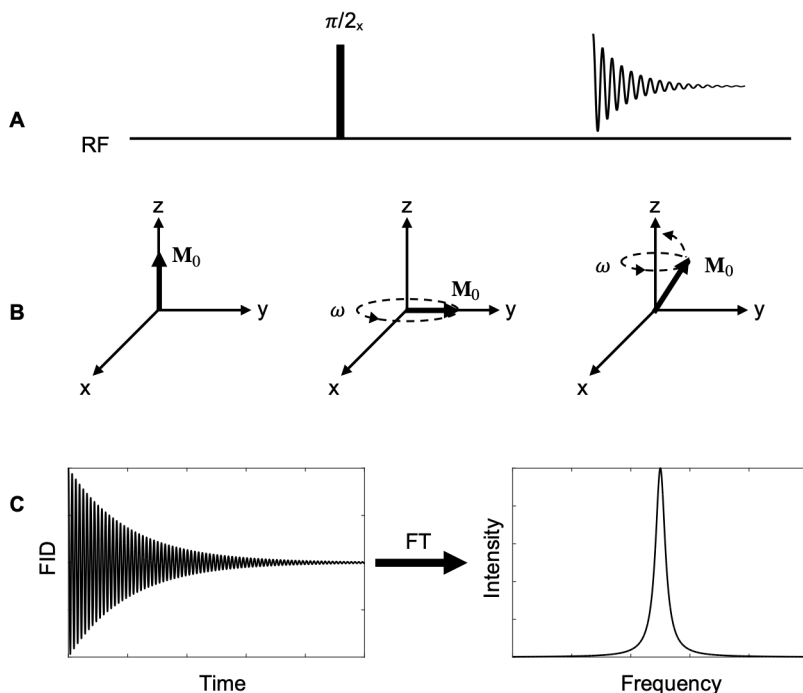 π/2ₓ
A
RF
z
M₀
y
x
z
ω
M₀
y
x
z
ω
M₀
y
x
B
C
FID
Time
FT
Intensity
Frequency